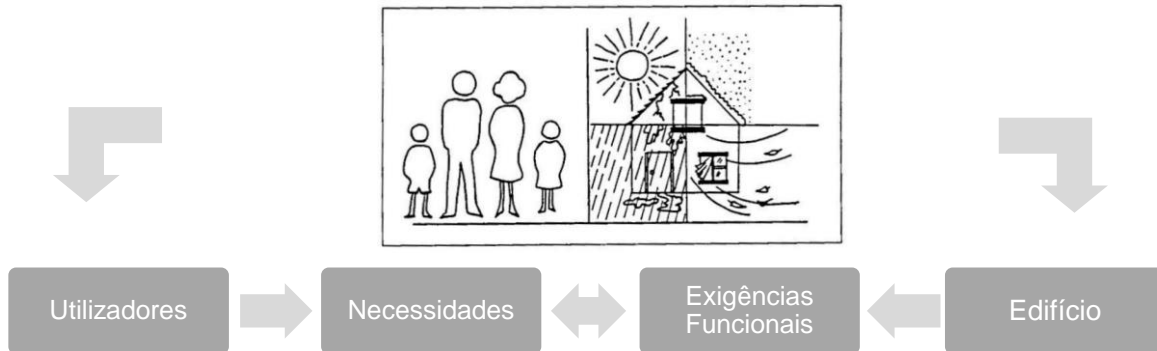 Utilizadores
Necessidades
Exigências
Funcionais
Edifício